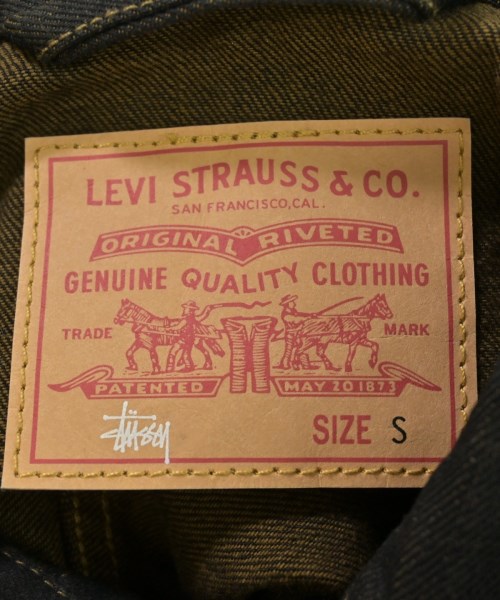 LEVI STRAUSS & CO.
SAN FRANCISCO, CAL.
ORIGINAL RIVETED
GENUINE QUALITY CLOTHING
TRADE MARK
PATENTED MAY 20 1873
Stüssy SIZE S